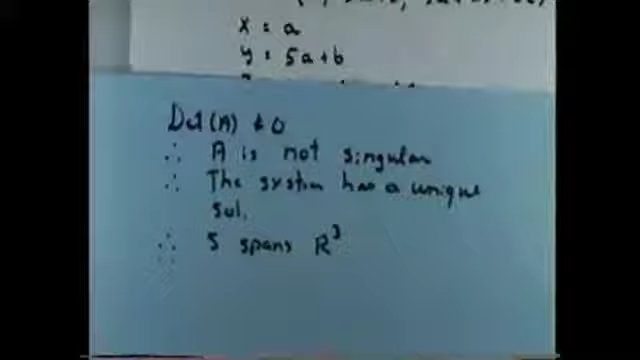 x = a
y = 5a+b
Det(A) ≠ 0
∴ A is not singular
∴ The system has a unique
sol.
∴ S spans R³